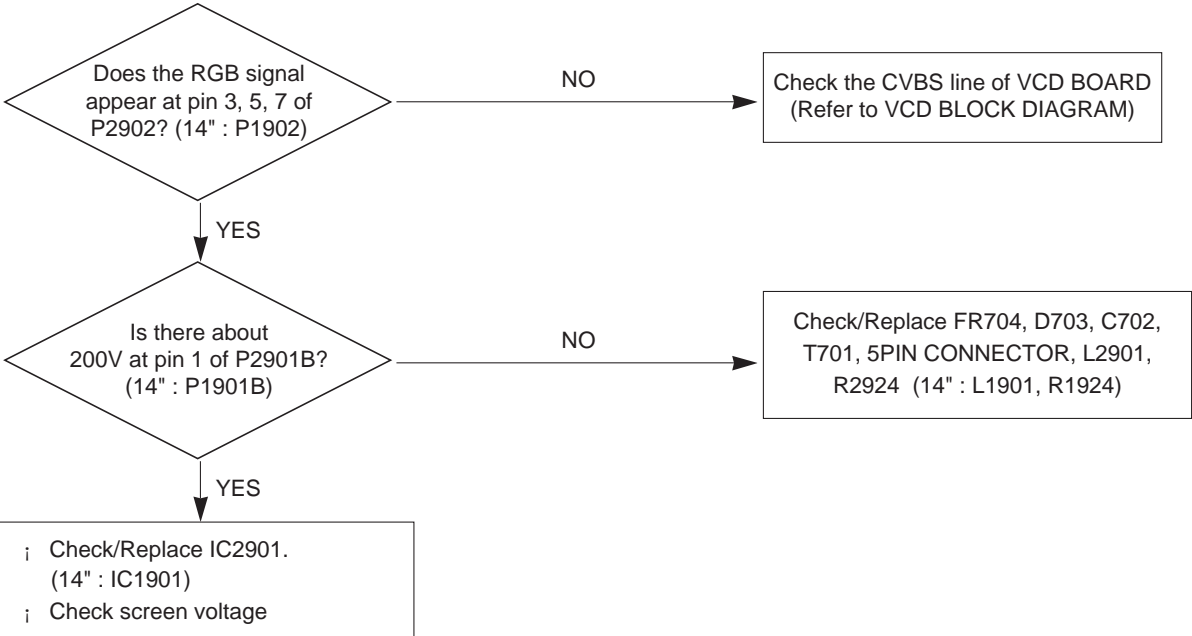 Does the RGB signal
appear at pin 3, 5, 7 of
P2902? (14" : P1902)
NO
Check the CVBS line of VCD BOARD
(Refer to VCD BLOCK DIAGRAM)
YES
Is there about
200V at pin 1 of P2901B?
(14" : P1901B)
NO
Check/Replace FR704, D703, C702,
T701, 5PIN CONNECTOR, L2901,
R2924 (14" : L1901, R1924)
YES
¡ Check/Replace IC2901.
(14" : IC1901)
¡ Check screen voltage